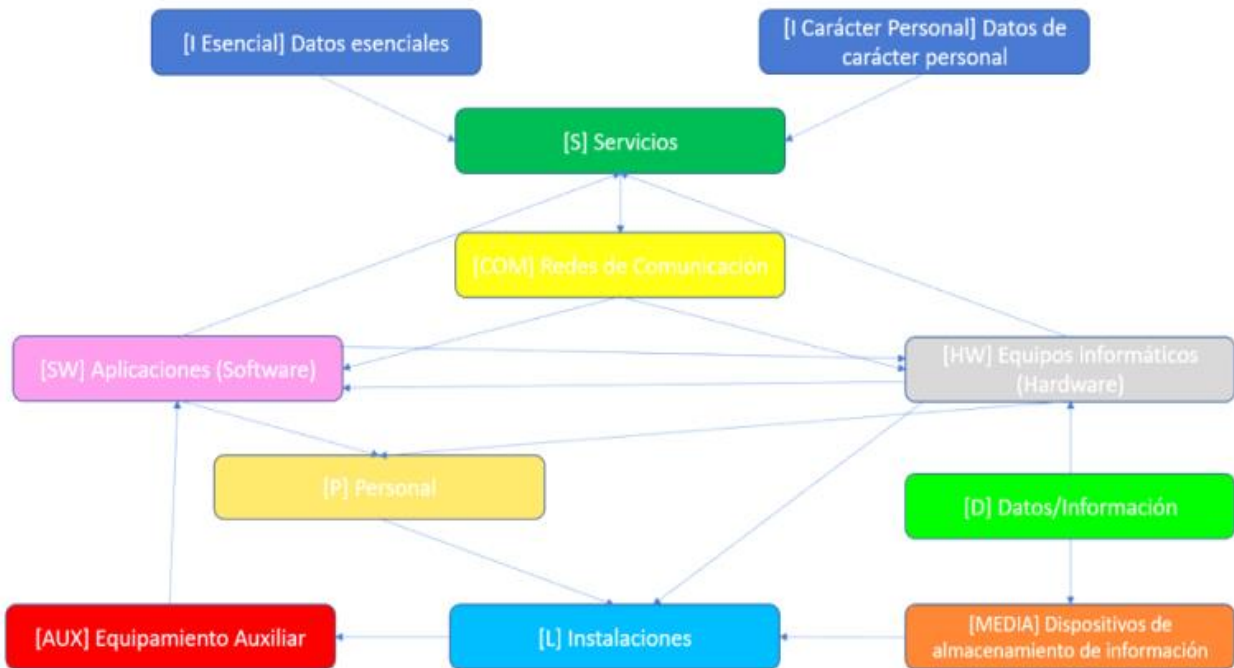 [I Esencial] Datos esenciales
[I Carácter Personal] Datos de
carácter personal
[S] Servicios
[COM] Redes de Comunicación
[SW] Aplicaciones (Software)
[HW] Equipos informáticos
(Hardware)
[P] Personal
[D] Datos/Información
[AUX] Equipamiento Auxiliar
[L] Instalaciones
[MEDIA] Dispositivos de
almacenamiento de información